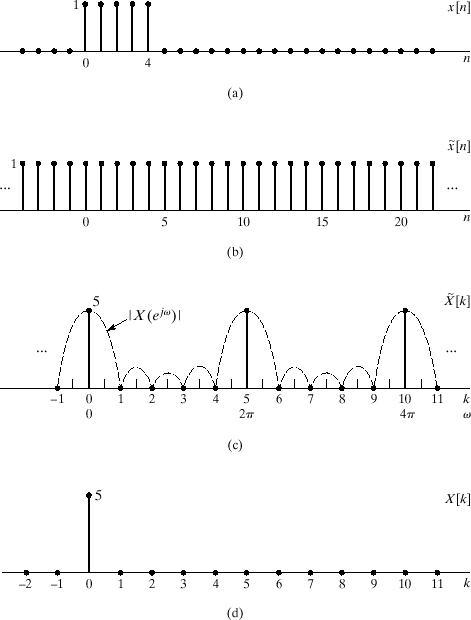 x[n]
1
0 4 n
(a)
x̃[n]
1
... ...
0 5 10 15 20 n
(b)
X̃[k]
5
|X(e^{jω})|
... ...
–1 0 1 2 3 4 5 6 7 8 9 10 11 k
0 2π 4π ω
(c)
5 X[k]
–2 –1 0 1 2 3 4 5 6 7 8 9 10 11 k
(d)